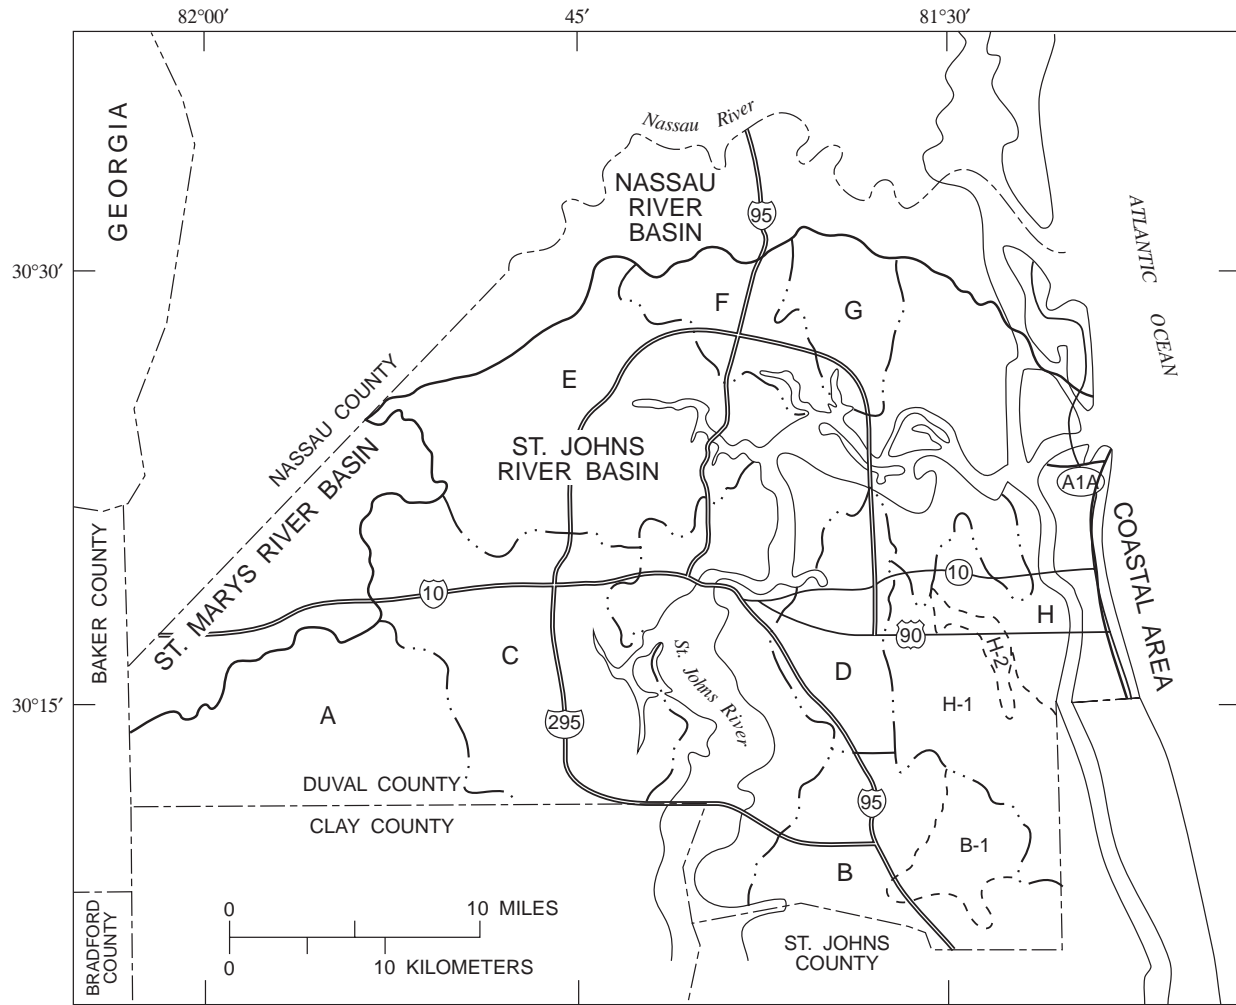 82°00′
45′
81°30′
Nassau River
GEORGIA
NASSAU
RIVER
BASIN
95
ATLANTIC OCEAN
30°30′
F
G
NASSAU COUNTY
E
ST. JOHNS
RIVER BASIN
ST. MARYS RIVER BASIN
A1A
COASTAL AREA
BAKER COUNTY
10
10
H
90
H-2
C
St. Johns River
D
30°15′
A
295
H-1
DUVAL COUNTY
CLAY COUNTY
95
B-1
B
BRADFORD
COUNTY
0
10 MILES
0
10 KILOMETERS
ST. JOHNS
COUNTY